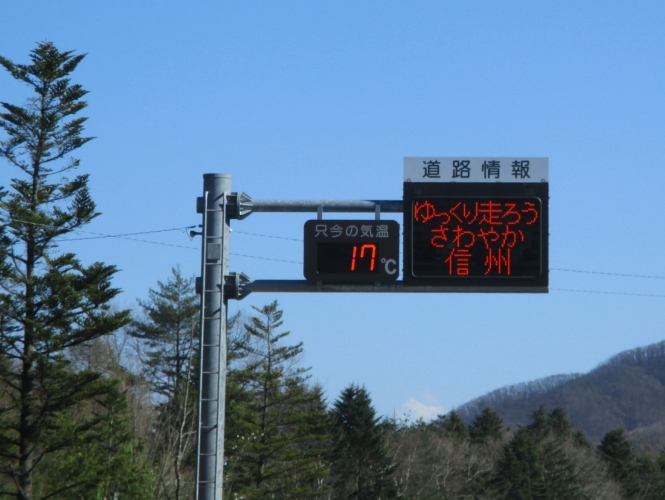 道路情報
ゆっくり走ろう
さわやか
信州
只今の気温
17℃